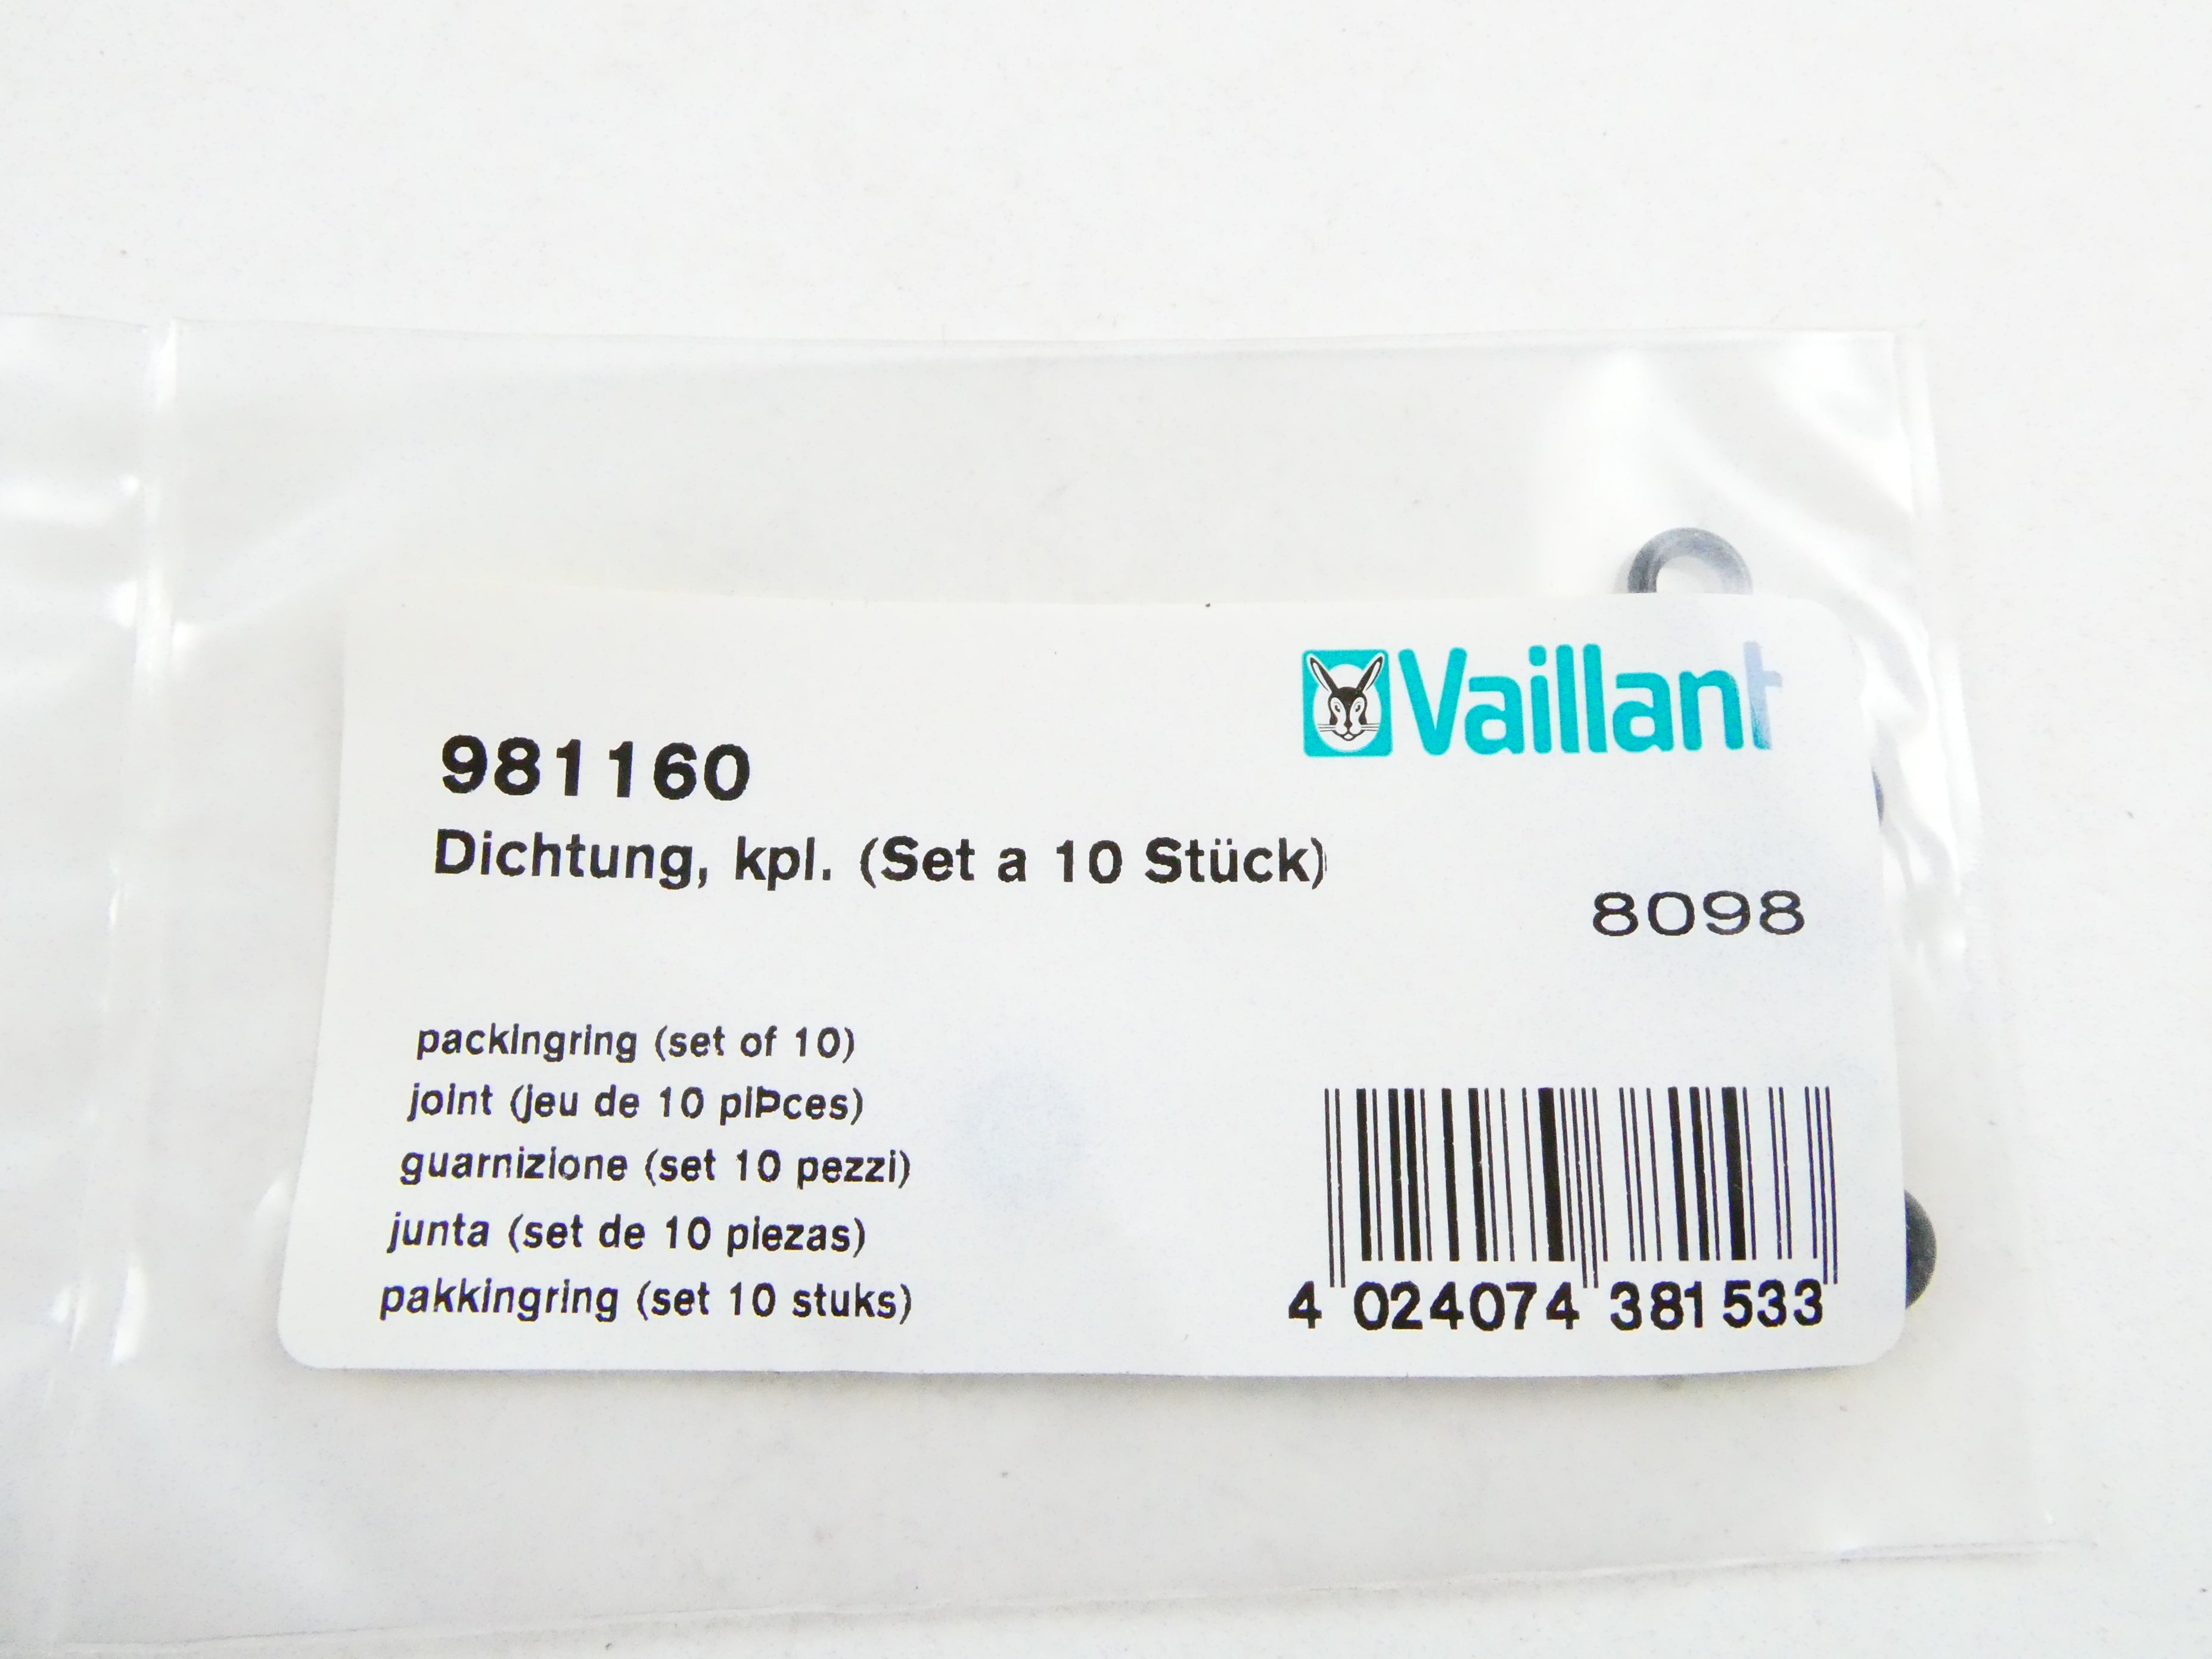 Vaillant
981160
Dichtung, kpl. (Set a 10 Stück)
8098
packingring (set of 10)
joint (jeu de 10 piÞces)
guarnizione (set 10 pezzi)
junta (set de 10 piezas)
pakkingring (set 10 stuks)
4 024074 381533